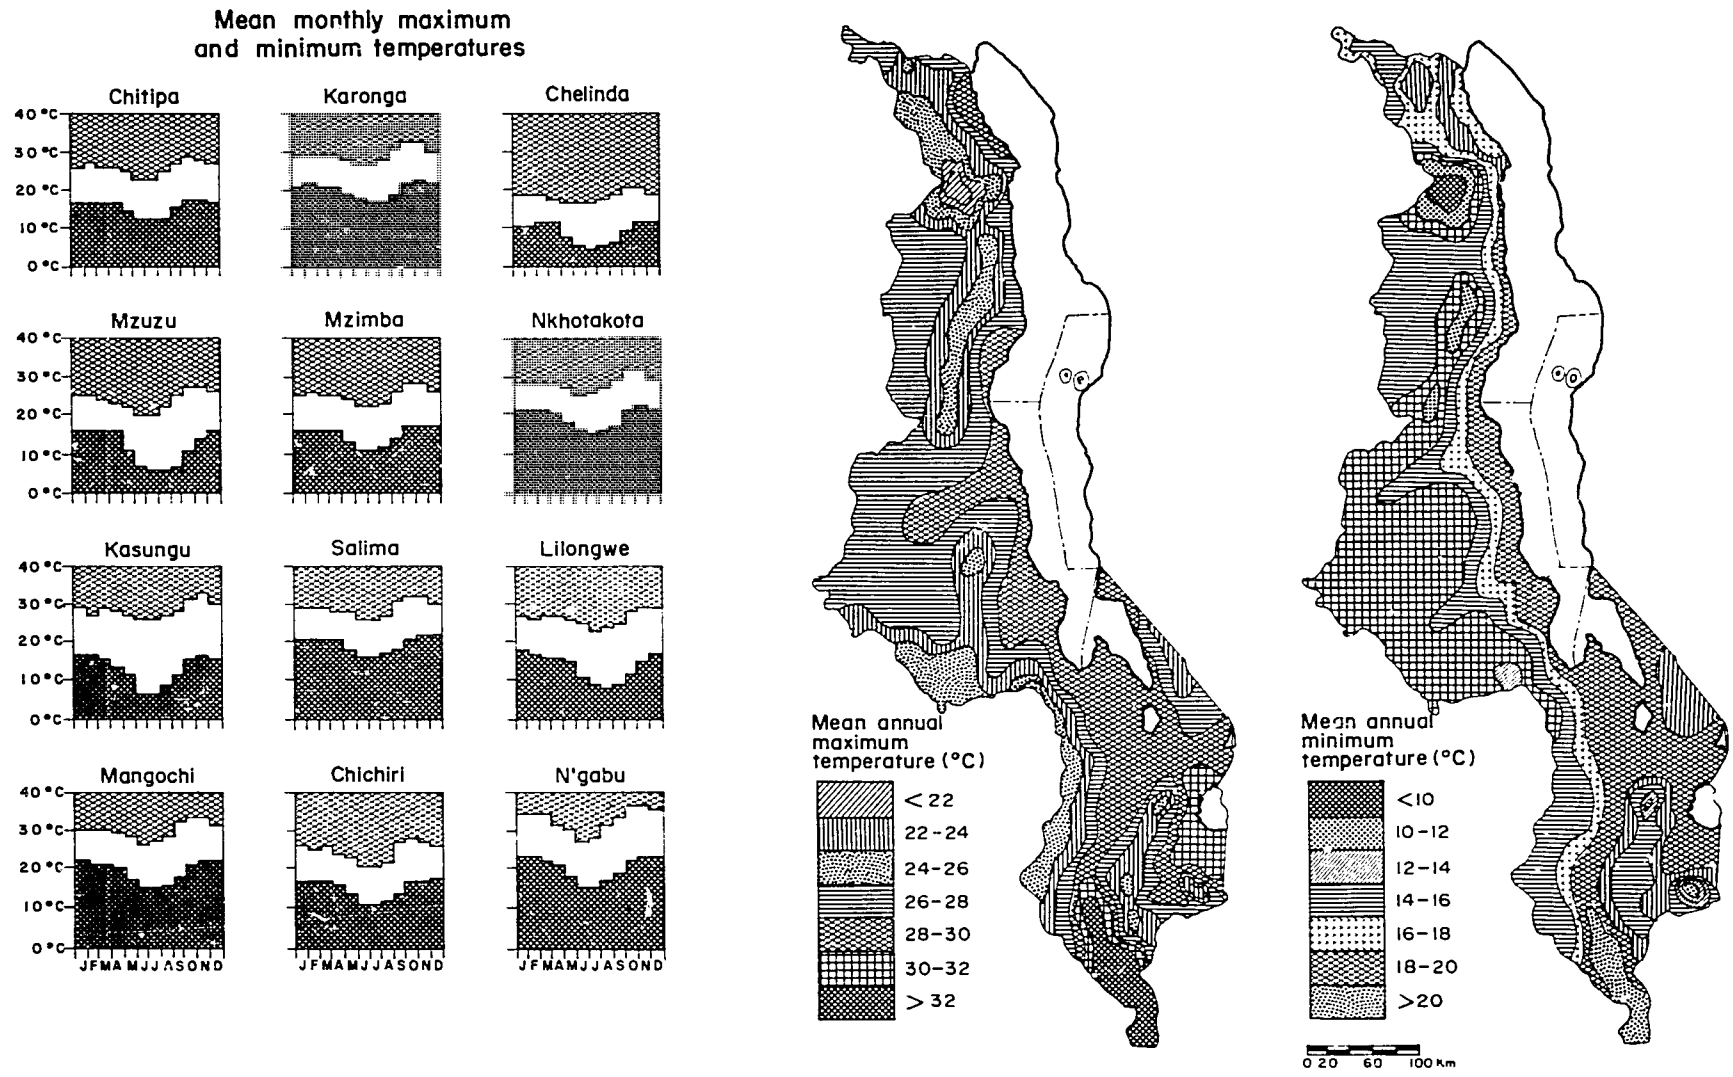 Mean monthly maximum
and minimum temperatures
Chitipa
Karonga
Chelinda
40°C
30°C
20°C
10°C
0°C
Mzuzu
Mzimba
Nkhotakota
40°C
30°C
20°C
10°C
0°C
Kasungu
Salima
Lilongwe
40°C
30°C
20°C
10°C
0°C
Mangochi
Chichiri
N'gabu
40°C
30°C
20°C
10°C
0°C
JFMAMJJASOND
JFMAMJJASOND
JFMAMJJASOND
Mean annual
maximum
temperature (°C)
<22
22-24
24-26
26-28
28-30
30-32
>32
Mean annual
minimum
temperature (°C)
<10
10-12
12-14
14-16
16-18
18-20
>20
0 20 60 100 Km